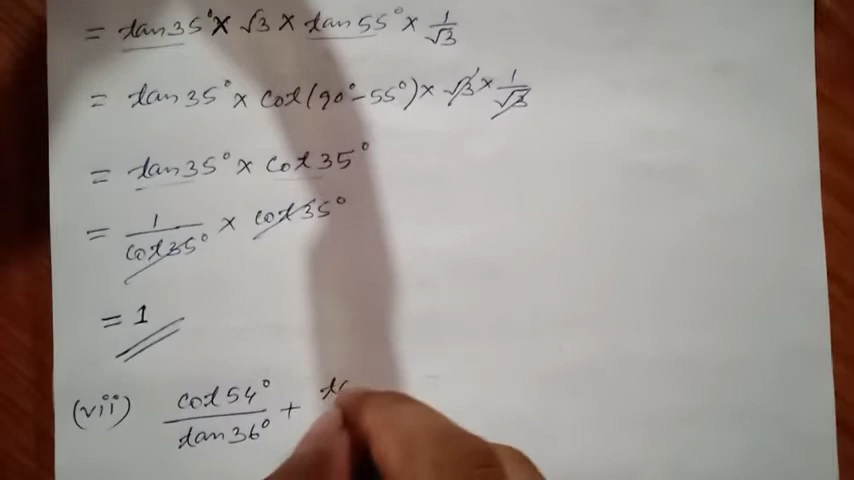 = tan35° × √3 × tan55° × 1/√3
= tan35° × cot(90°-55°) × √3 × 1/√3
= tan35° × cot35°
= 1/cot35° × cot35°
= 1
(vii) cot54°/tan36° +